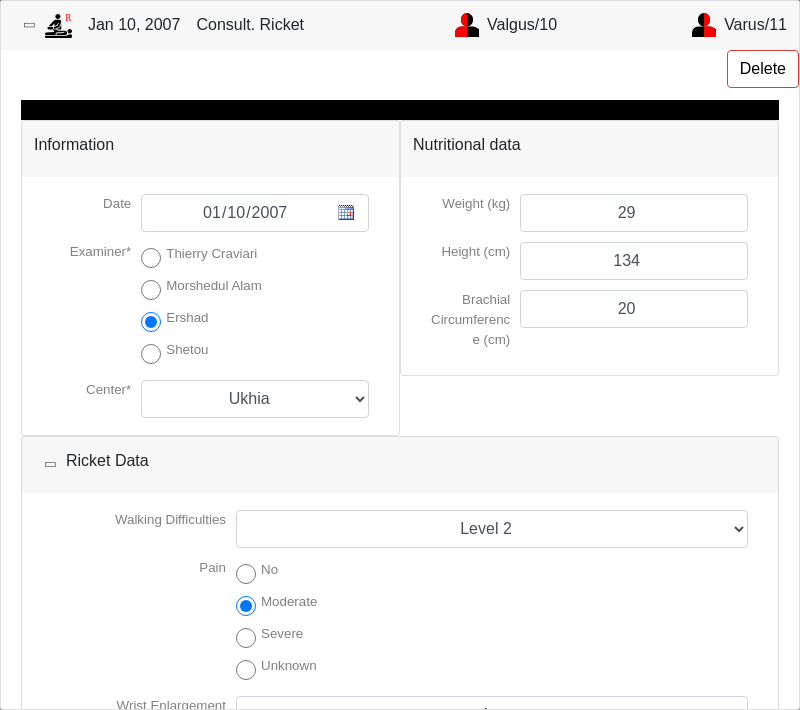 R
Jan 10, 2007 Consult. Ricket Valgus/10 Varus/11
Delete
Information
Nutritional data
Date 01/10/2007
Examiner*
Thierry Craviari
Morshedul Alam
Ershad
Shetou
Center* Ukhia
Weight (kg) 29
Height (cm) 134
Brachial
Circumferenc
e (cm)
20
Ricket Data
Walking Difficulties Level 2
Pain
No
Moderate
Severe
Unknown
Wrist Enlargement